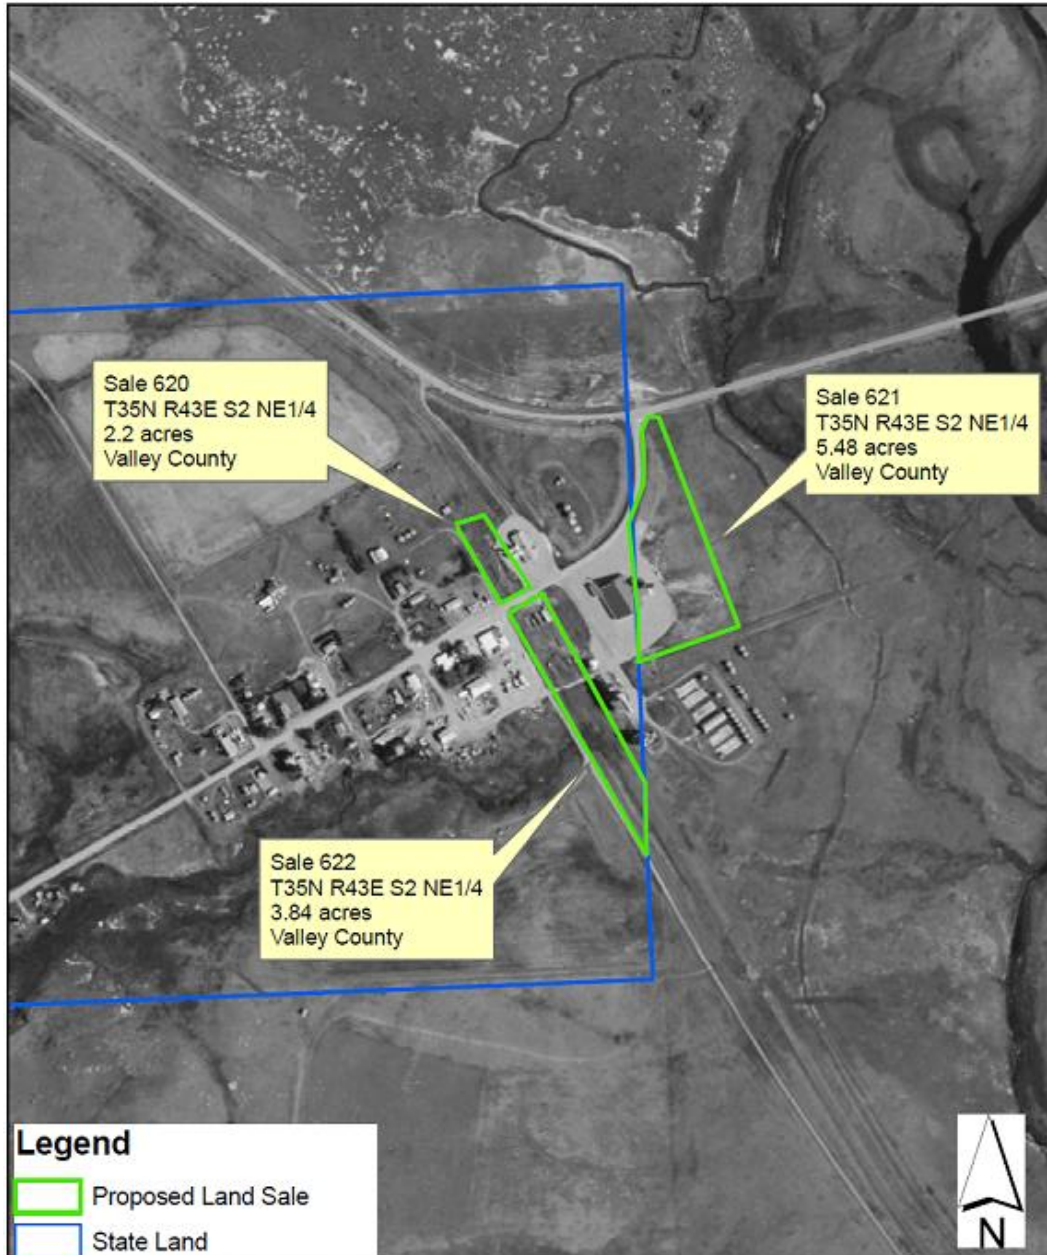 Sale 620
T35N R43E S2 NE1/4
2.2 acres
Valley County
Sale 621
T35N R43E S2 NE1/4
5.48 acres
Valley County
Sale 622
T35N R43E S2 NE1/4
3.84 acres
Valley County
Legend
Proposed Land Sale
State Land
N